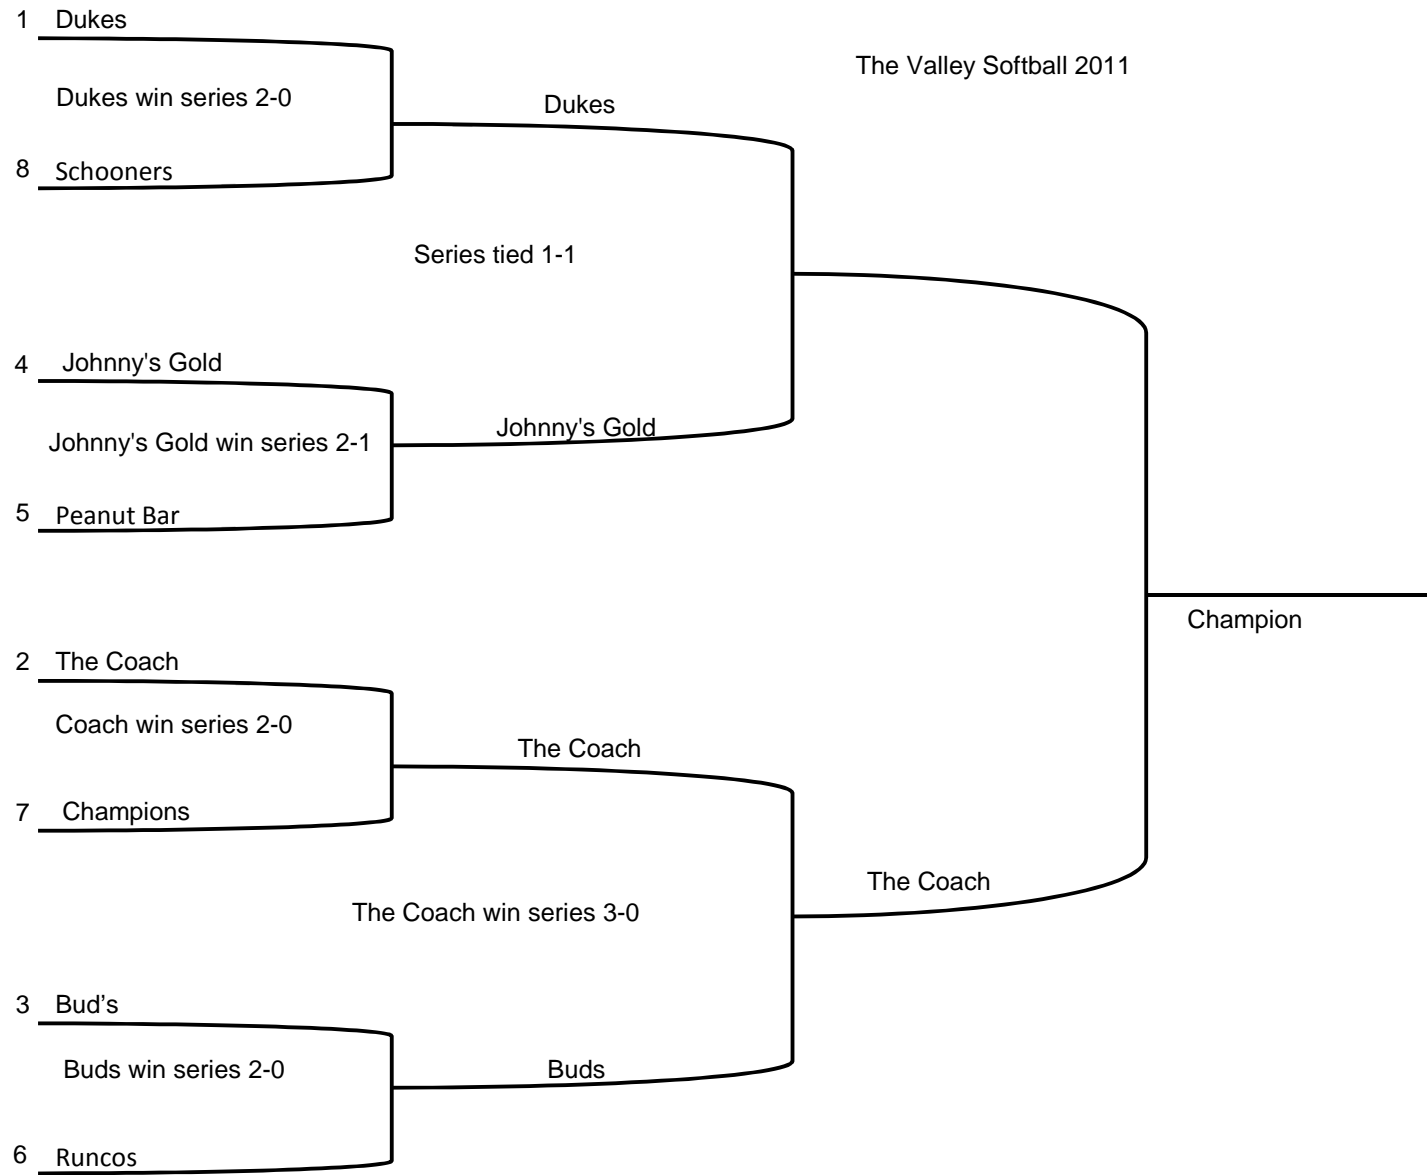 1 Dukes
The Valley Softball 2011
Dukes win series 2-0
Dukes
8 Schooners
Series tied 1-1
4 Johnny's Gold
Johnny's Gold win series 2-1
Johnny's Gold
5 Peanut Bar
Champion
2 The Coach
Coach win series 2-0
The Coach
7 Champions
The Coach
The Coach win series 3-0
3 Bud’s
Buds win series 2-0
Buds
6 Runcos